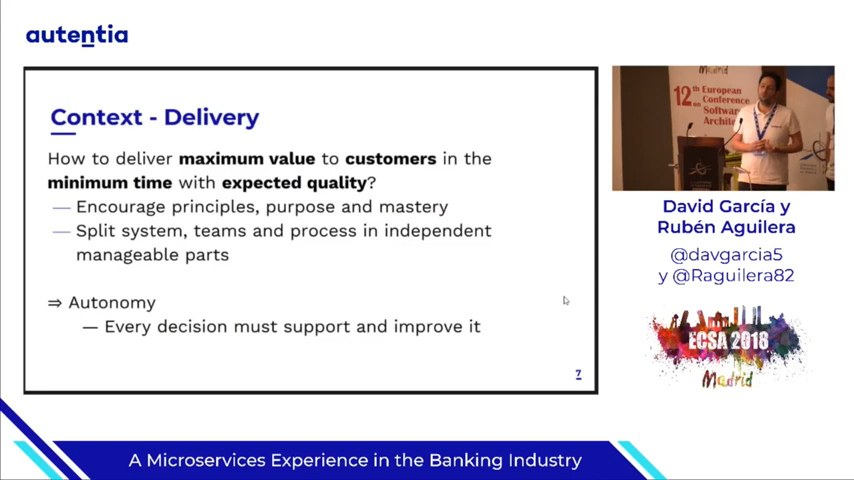 autentia
Context - Delivery
How to deliver maximum value to customers in the
minimum time with expected quality?
— Encourage principles, purpose and mastery
— Split system, teams and process in independent
manageable parts
⇒ Autonomy
— Every decision must support and improve it
7
Madrid
12th European
Conference
Software
Archite
David García y
Rubén Aguilera
@davgarcia5
y @Raguilera82
ECSA 2018
Madrid
A Microservices Experience in the Banking Industry